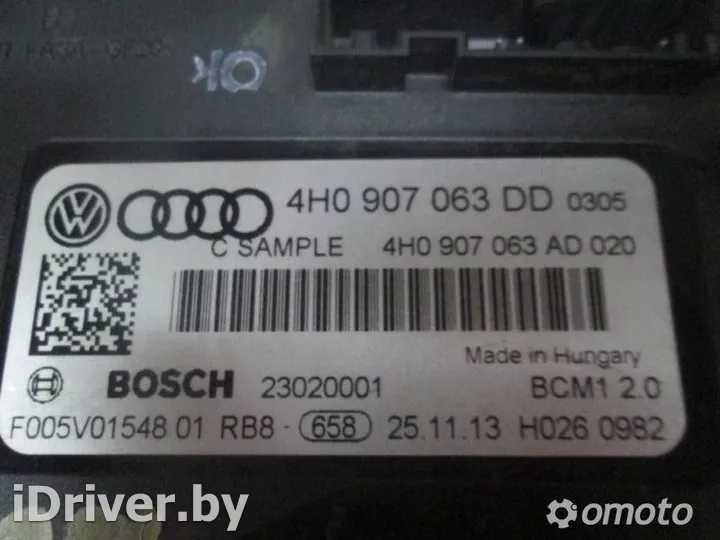 OK
4H0 907 063 DD 0305
C SAMPLE 4H0 907 063 AD 020
Made in Hungary
BOSCH 23020001 BCM1 2.0
F005V01548 01 RB8 - 658 25.11.13 H026 0982
iDriver.by
omoto